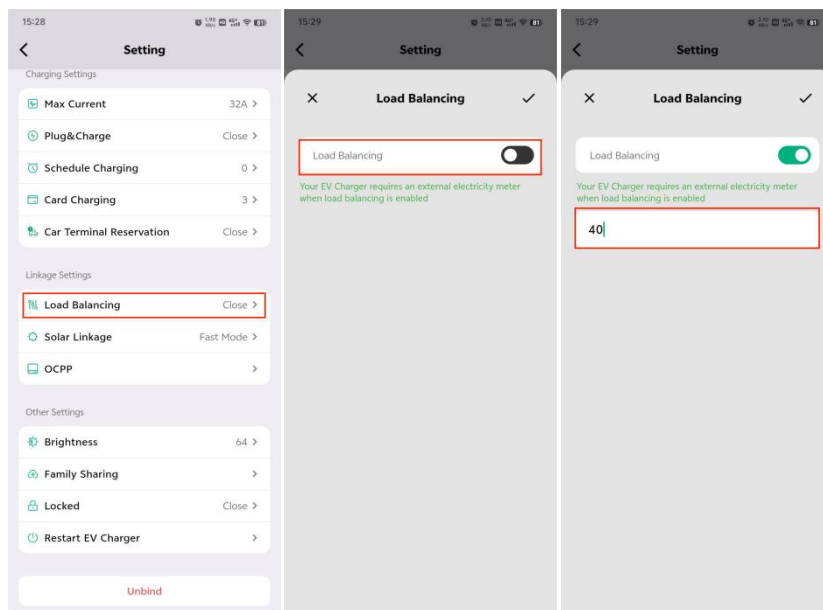 15:28
Setting
Charging Settings
Max Current 32A
Plug&Charge Close
Schedule Charging 0
Card Charging 3
Car Terminal Reservation Close
Linkage Settings
Load Balancing Close
Solar Linkage Fast Mode
OCPP
Other Settings
Brightness 64
Family Sharing
Locked Close
Restart EV Charger
Unbind
15:29
81
Setting
Load Balancing
Load Balancing
Your EV Charger requires an external electricity meter
when load balancing is enabled
15:29
81
Setting
Load Balancing
Load Balancing
Your EV Charger requires an external electricity meter
when load balancing is enabled
40